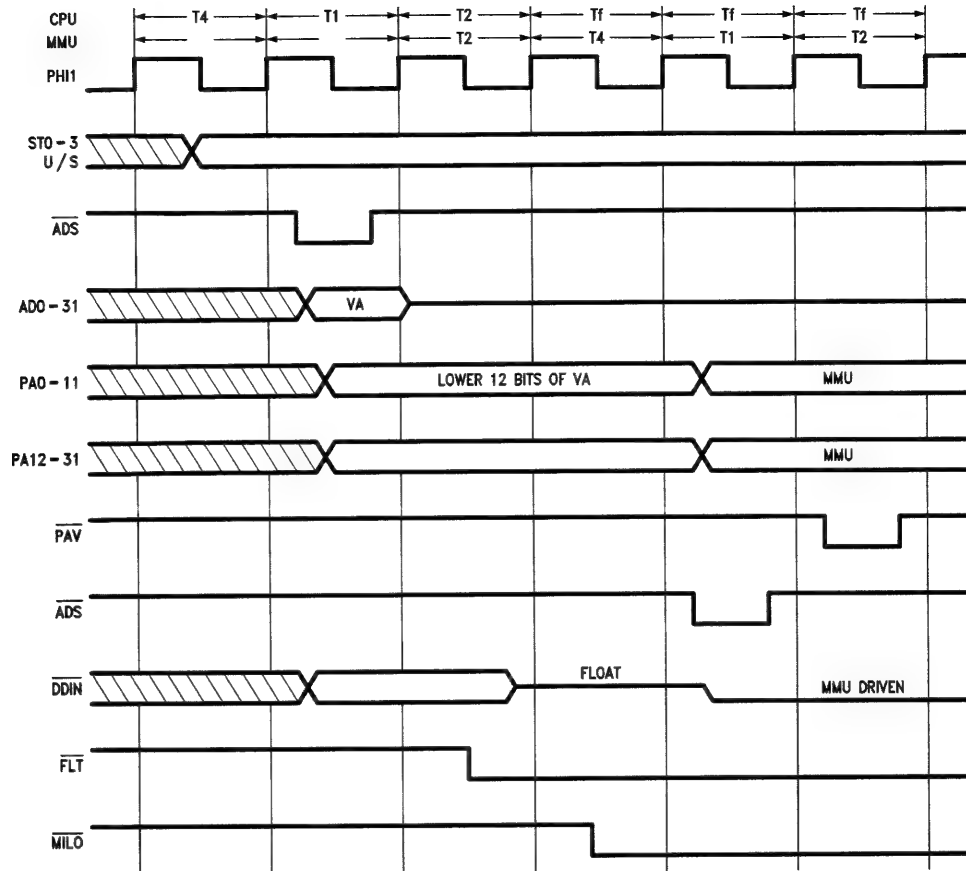 CPU T4 T1 T2 Tf Tf Tf
MMU T2 T4 T1 T2
PHI1
ST0-3
U/S
ADS
AD0-31 VA
PA0-11 LOWER 12 BITS OF VA MMU
PA12-31 MMU
PAV
ADS
DDIN FLOAT MMU DRIVEN
FLT
MILO